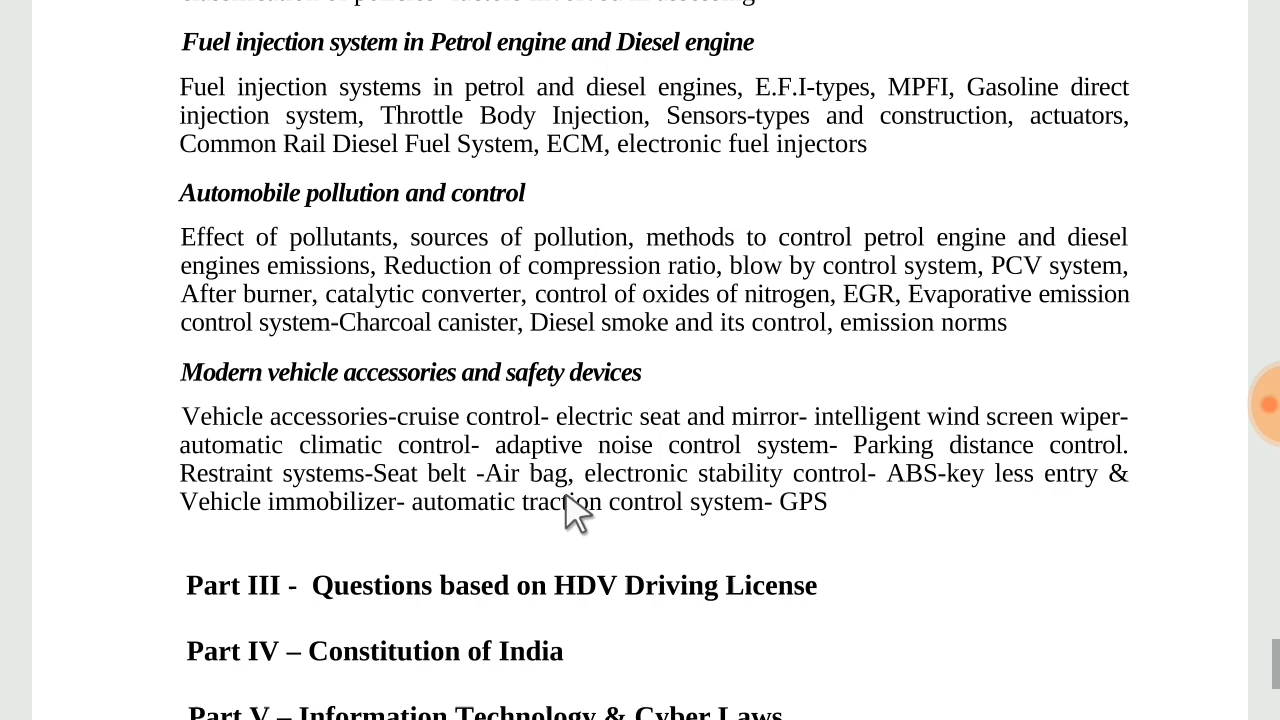 classification of policies- factors involved in assessing
Fuel injection system in Petrol engine and Diesel engine
Fuel injection systems in petrol and diesel engines, E.F.I-types, MPFI, Gasoline direct
injection system, Throttle Body Injection, Sensors-types and construction, actuators,
Common Rail Diesel Fuel System, ECM, electronic fuel injectors
Automobile pollution and control
Effect of pollutants, sources of pollution, methods to control petrol engine and diesel
engines emissions, Reduction of compression ratio, blow by control system, PCV system,
After burner, catalytic converter, control of oxides of nitrogen, EGR, Evaporative emission
control system-Charcoal canister, Diesel smoke and its control, emission norms
Modern vehicle accessories and safety devices
Vehicle accessories-cruise control- electric seat and mirror- intelligent wind screen wiper-
automatic climatic control- adaptive noise control system- Parking distance control.
Restraint systems-Seat belt -Air bag, electronic stability control- ABS-key less entry &
Vehicle immobilizer- automatic traction control system- GPS
Part III - Questions based on HDV Driving License
Part IV – Constitution of India
Part V – Information Technology & Cyber Laws